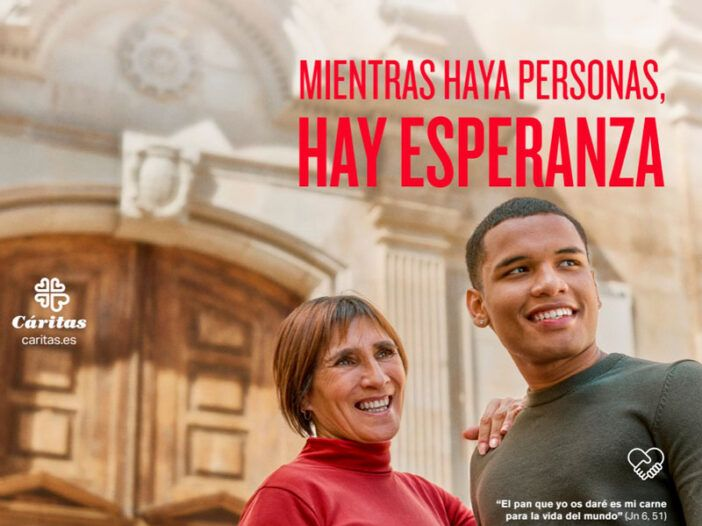 MIENTRAS HAYA PERSONAS,
HAY ESPERANZA
Cáritas
caritas.es
“El pan que yo os daré es mi carne
para la vida del mundo” (Jn 6, 51)